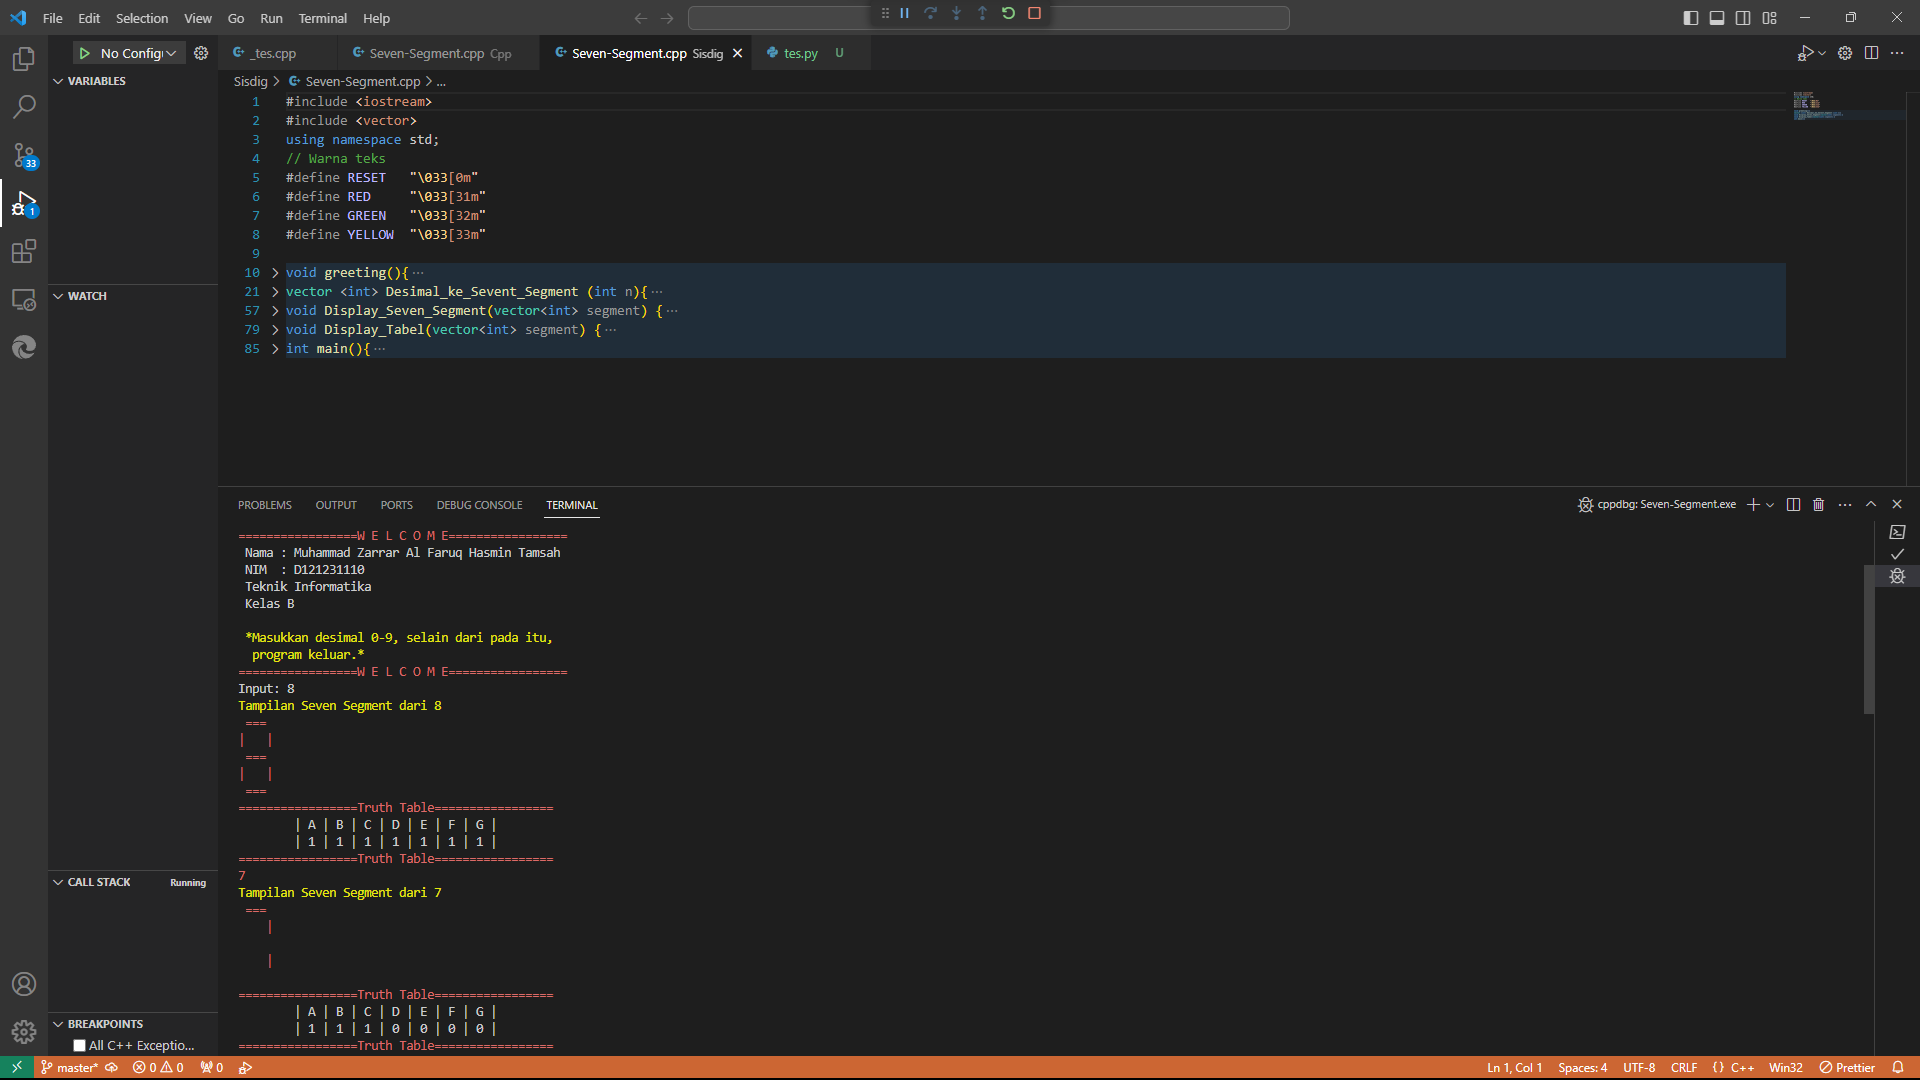 File Edit Selection View Go Run Terminal Help
No Config
_tes.cpp
Seven-Segment.cpp Cpp
Seven-Segment.cpp Sisdig
tes.py U
VARIABLES
WATCH
CALL STACK Running
BREAKPOINTS
All C++ Exceptio...
33
1
Sisdig > Seven-Segment.cpp > ...
1 #include <iostream>
2 #include <vector>
3 using namespace std;
4 // Warna teks
5 #define RESET "\033[0m"
6 #define RED "\033[31m"
7 #define GREEN "\033[32m"
8 #define YELLOW "\033[33m"
9
10 void greeting(){ ...
21 vector <int> Desimal_ke_Sevent_Segment (int n){ ...
57 void Display_Seven_Segment(vector<int> segment) { ...
79 void Display_Tabel(vector<int> segment) { ...
85 int main(){ ...
PROBLEMS OUTPUT PORTS DEBUG CONSOLE TERMINAL
cppdbg: Seven-Segment.exe
=================W E L C O M E=================
Nama : Muhammad Zarrar Al Faruq Hasmin Tamsah
NIM  : D121231110
Teknik Informatika
Kelas B
*Masukkan desimal 0-9, selain dari pada itu,
program keluar.*
=================W E L C O M E=================
Input: 8
Tampilan Seven Segment dari 8
 ===
|   |
 ===
|   |
 ===
=================Truth Table=================
| A | B | C | D | E | F | G |
| 1 | 1 | 1 | 1 | 1 | 1 | 1 |
=================Truth Table=================
7
Tampilan Seven Segment dari 7
 ===
    |
    |
=================Truth Table=================
| A | B | C | D | E | F | G |
| 1 | 1 | 1 | 0 | 0 | 0 | 0 |
=================Truth Table=================
master* 0 0 0 Ln 1, Col 1 Spaces: 4 UTF-8 CRLF {} C++ Win32 Prettier